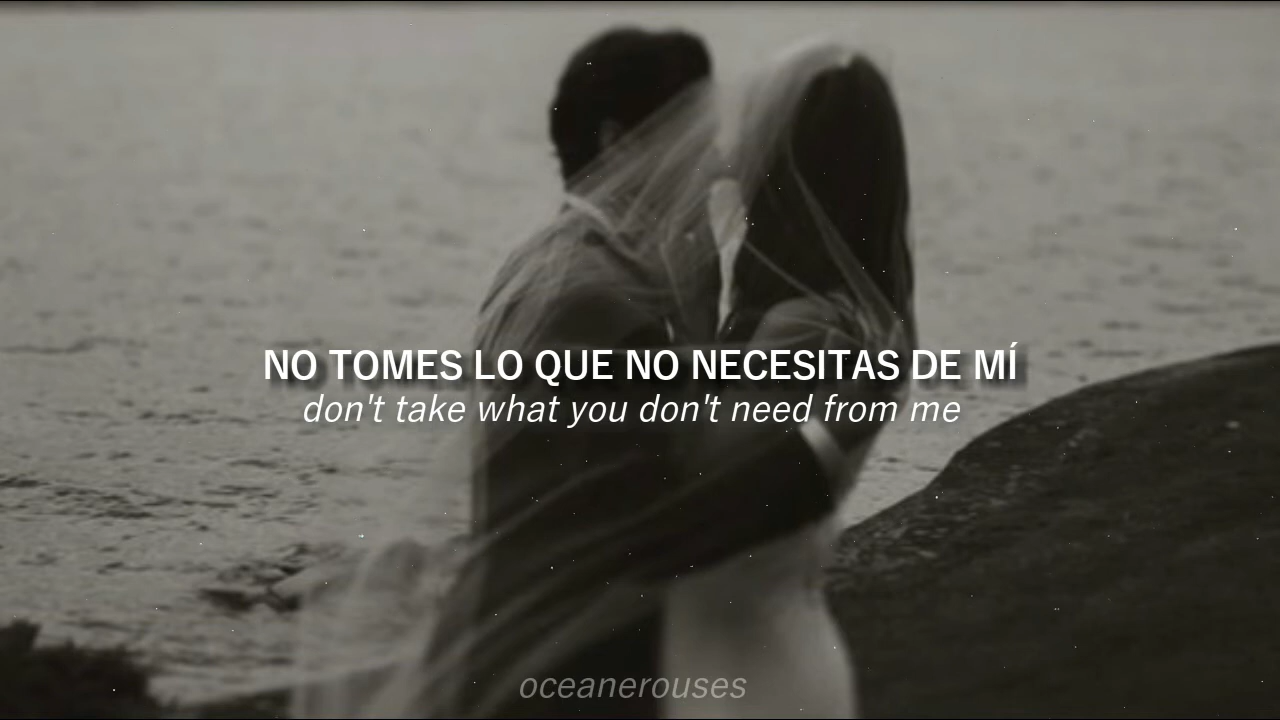 NO TOMES LO QUE NO NECESITAS DE MÍ
don't take what you don't need from me
oceanerouses